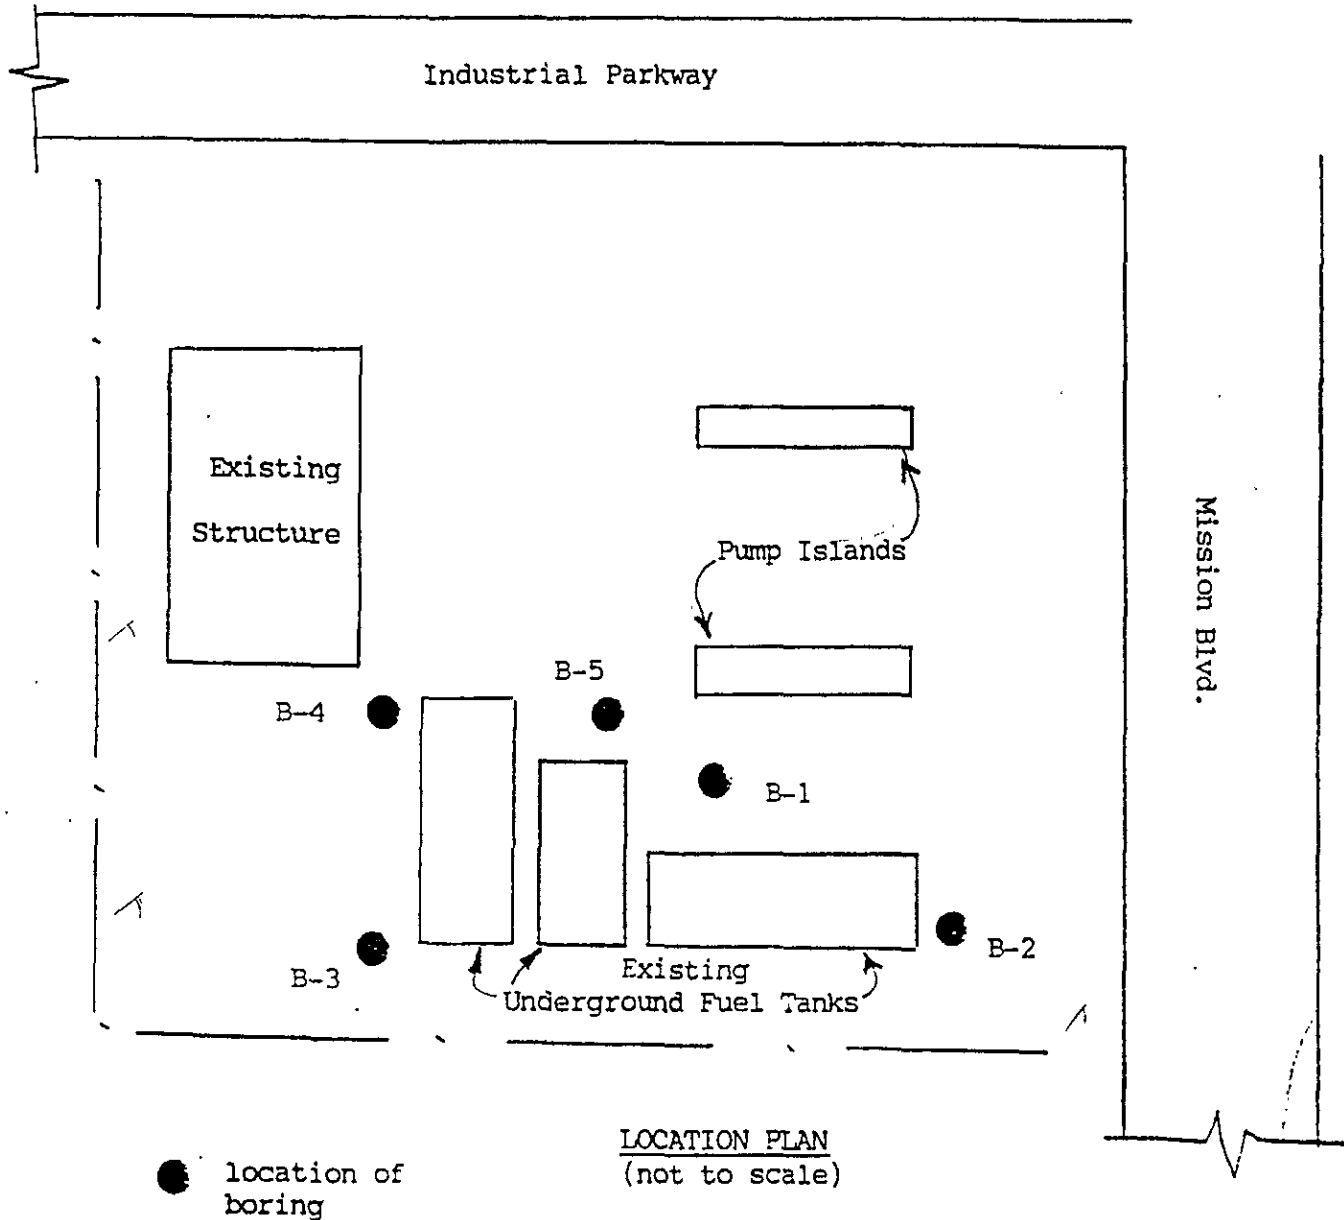 Industrial Parkway
Existing
Structure
Pump Islands
Mission Blvd.
B-5
B-4
B-1
B-2
B-3
Existing
Underground Fuel Tanks
LOCATION PLAN
(not to scale)
location of
boring